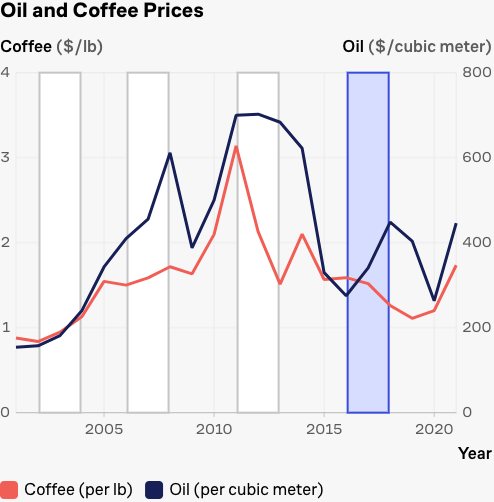 Oil and Coffee Prices
Coffee ($/lb) Oil ($/cubic meter)
4 800
3 600
2 400
1 200
0 0
2005 2010 2015 2020
Year
Coffee (per lb) Oil (per cubic meter)